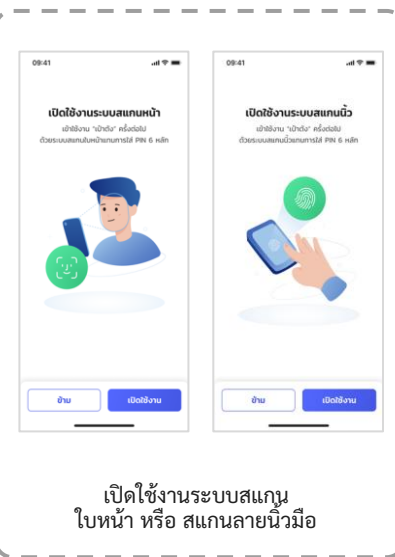 09:41
เปิดใช้งานระบบสแกนหน้า
เข้าใช้งาน "เป๋าตัง" ครั้งต่อไป
ด้วยระบบสแกนใบหน้าแทนการใส่ PIN 6 หลัก
ข้าม
เปิดใช้งาน
09:41
เปิดใช้งานระบบสแกนนิ้ว
เข้าใช้งาน "เป๋าตัง" ครั้งต่อไป
ด้วยระบบสแกนนิ้วแทนการใส่ PIN 6 หลัก
ข้าม
เปิดใช้งาน
เปิดใช้งานระบบสแกน
ใบหน้า หรือ สแกนลายนิ้วมือ